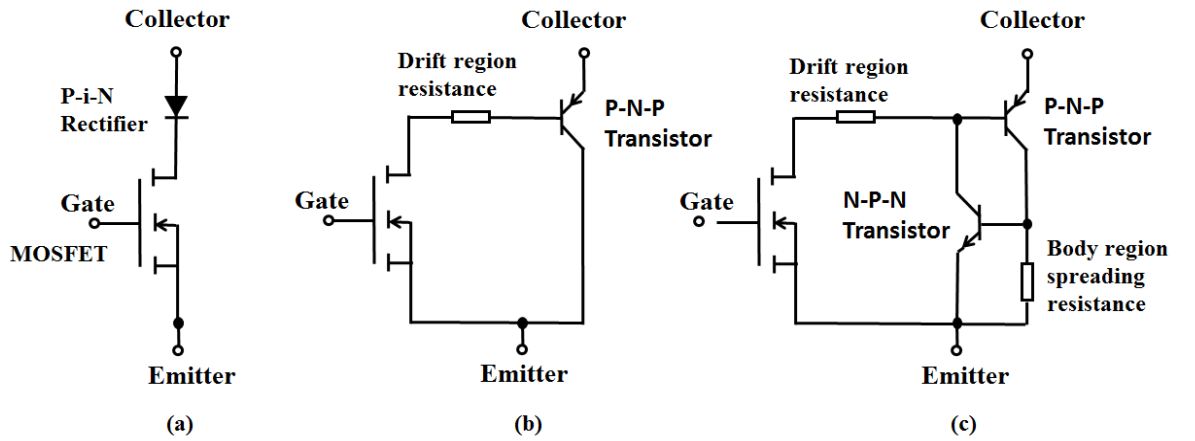 Collector
P-i-N
Rectifier
Gate
MOSFET
Emitter
(a)
Collector
Drift region
resistance
P-N-P
Transistor
Gate
Emitter
(b)
Collector
Drift region
resistance
P-N-P
Transistor
Gate
N-P-N
Transistor
Body region
spreading
resistance
Emitter
(c)